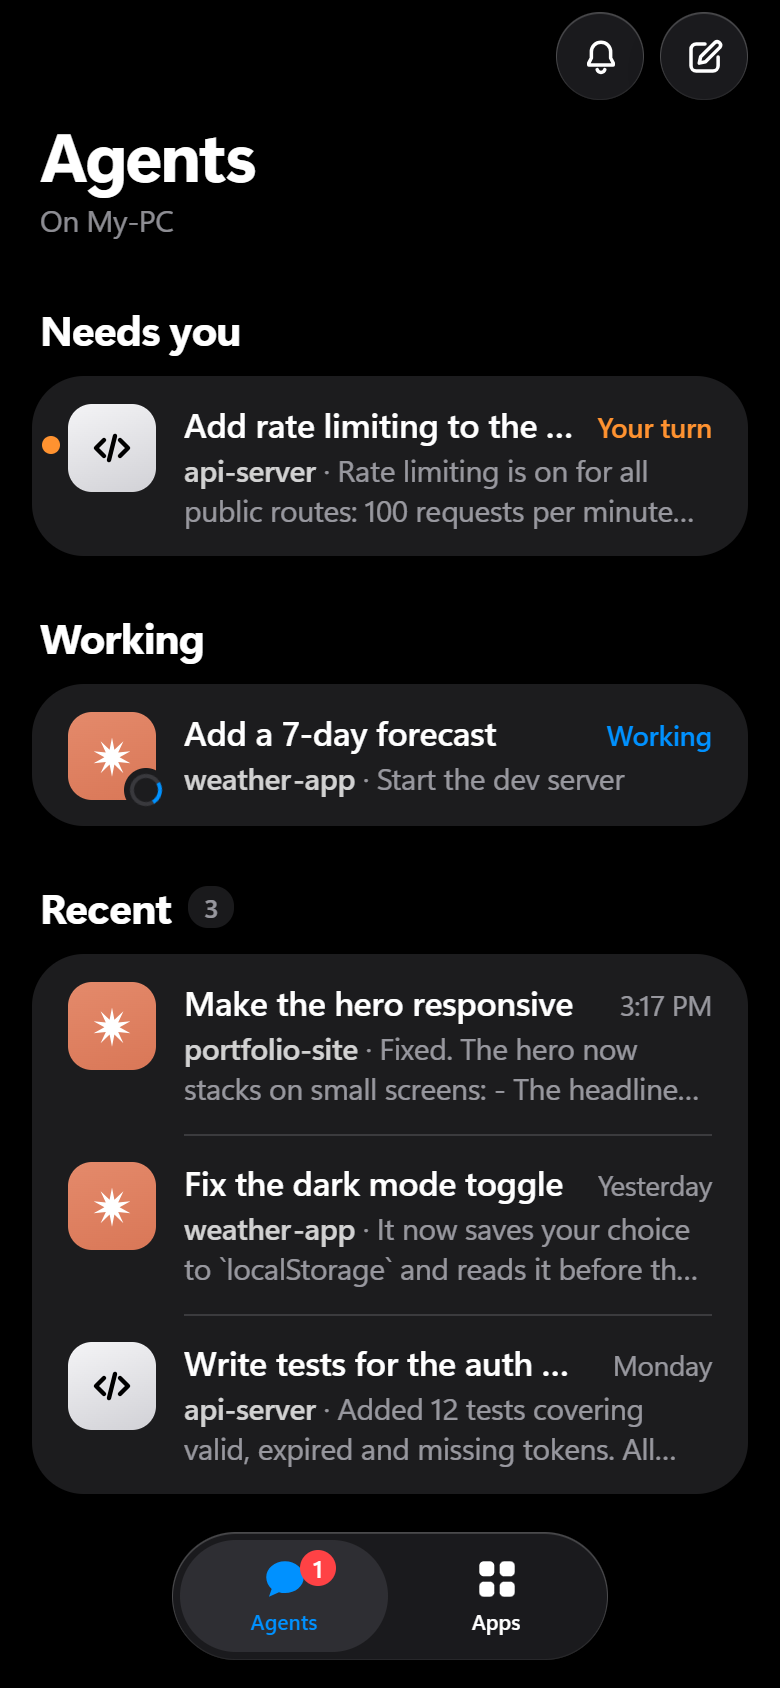 Agents
On My-PC
Needs you
Add rate limiting to the ... Your turn
api-server · Rate limiting is on for all
public routes: 100 requests per minute...
Working
Add a 7-day forecast Working
weather-app · Start the dev server
Recent 3
Make the hero responsive 3:17 PM
portfolio-site · Fixed. The hero now
stacks on small screens: - The headline...
Fix the dark mode toggle Yesterday
weather-app · It now saves your choice
to `localStorage` and reads it before th...
Write tests for the auth ... Monday
api-server · Added 12 tests covering
valid, expired and missing tokens. All...
1
Agents Apps